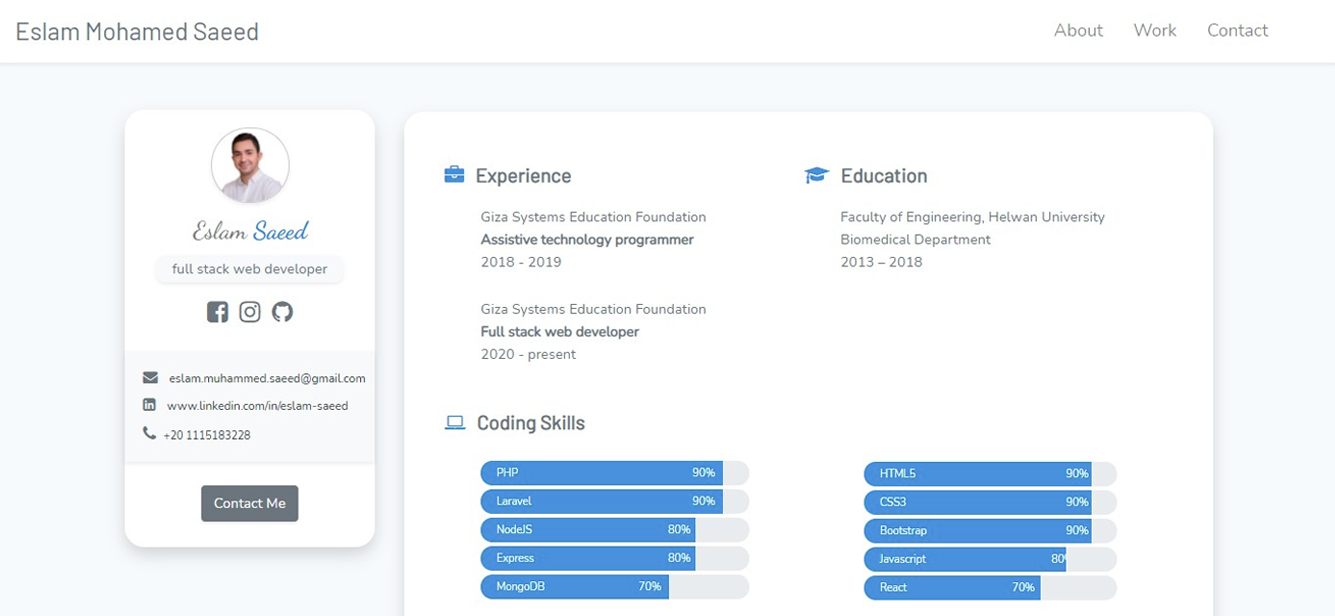 Eslam Mohamed Saeed
About Work Contact
Eslam Saeed
full stack web developer
eslam.muhammed.saeed@gmail.com
www.linkedin.com/in/eslam-saeed
+20 1115183228
Contact Me
Experience
Giza Systems Education Foundation
Assistive technology programmer
2018 - 2019
Giza Systems Education Foundation
Full stack web developer
2020 - present
Education
Faculty of Engineering, Helwan University
Biomedical Department
2013 – 2018
Coding Skills
PHP 90%
Laravel 90%
NodeJS 80%
Express 80%
MongoDB 70%
HTML5 90%
CSS3 90%
Bootstrap 90%
Javascript 80%
React 70%